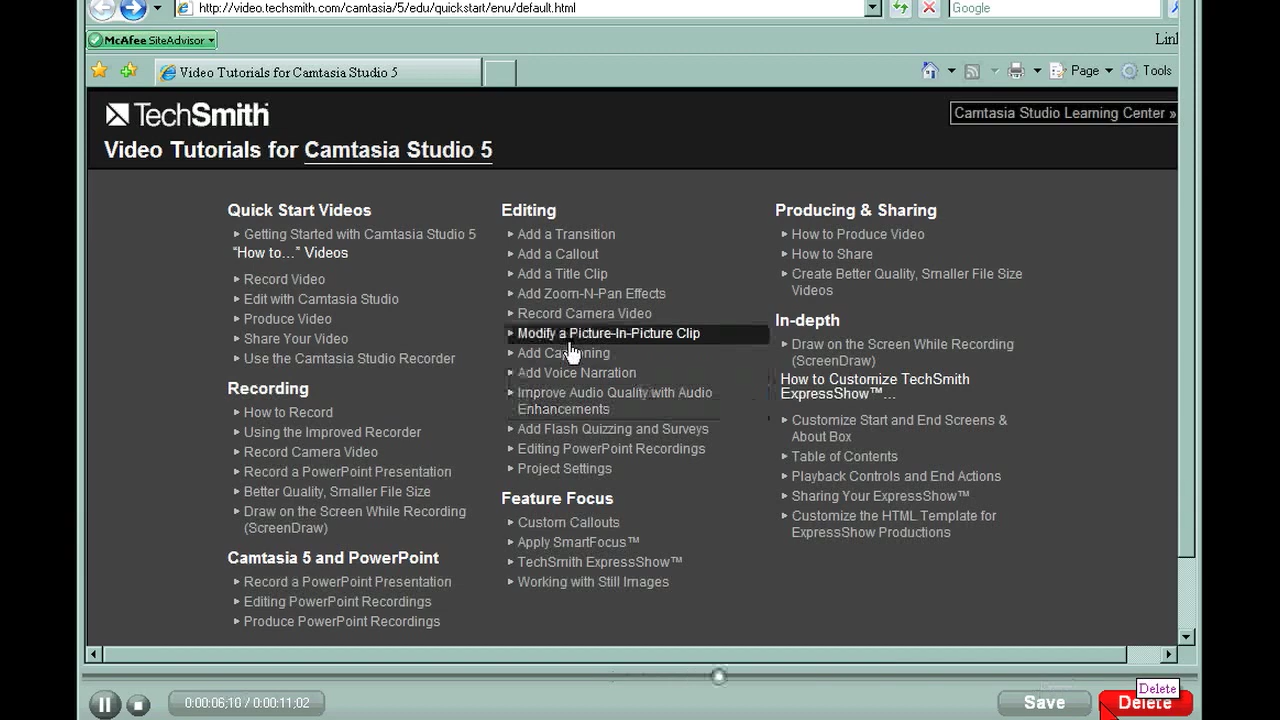 http://video.techsmith.com/camtasia/5/edu/quickstart/enu/default.html
Google
McAfee SiteAdvisor
Video Tutorials for Camtasia Studio 5
Page
Tools
TechSmith
Camtasia Studio Learning Center »
Video Tutorials for Camtasia Studio 5
Quick Start Videos
Getting Started with Camtasia Studio 5
“How to...” Videos
Record Video
Edit with Camtasia Studio
Produce Video
Share Your Video
Use the Camtasia Studio Recorder
Recording
How to Record
Using the Improved Recorder
Record Camera Video
Record a PowerPoint Presentation
Better Quality, Smaller File Size
Draw on the Screen While Recording
(ScreenDraw)
Camtasia 5 and PowerPoint
Record a PowerPoint Presentation
Editing PowerPoint Recordings
Produce PowerPoint Recordings
Editing
Add a Transition
Add a Callout
Add a Title Clip
Add Zoom-N-Pan Effects
Record Camera Video
Modify a Picture-In-Picture Clip
Add Captioning
Add Voice Narration
Improve Audio Quality with Audio
Enhancements
Add Flash Quizzing and Surveys
Editing PowerPoint Recordings
Project Settings
Feature Focus
Custom Callouts
Apply SmartFocus™
TechSmith ExpressShow™
Working with Still Images
Producing & Sharing
How to Produce Video
How to Share
Create Better Quality, Smaller File Size
Videos
In-depth
Draw on the Screen While Recording
(ScreenDraw)
How to Customize TechSmith
ExpressShow™...
Customize Start and End Screens &
About Box
Table of Contents
Playback Controls and End Actions
Sharing Your ExpressShow™
Customize the HTML Template for
ExpressShow Productions
0:00:06;10 / 0:00:11;02
Save
Delete
Delete